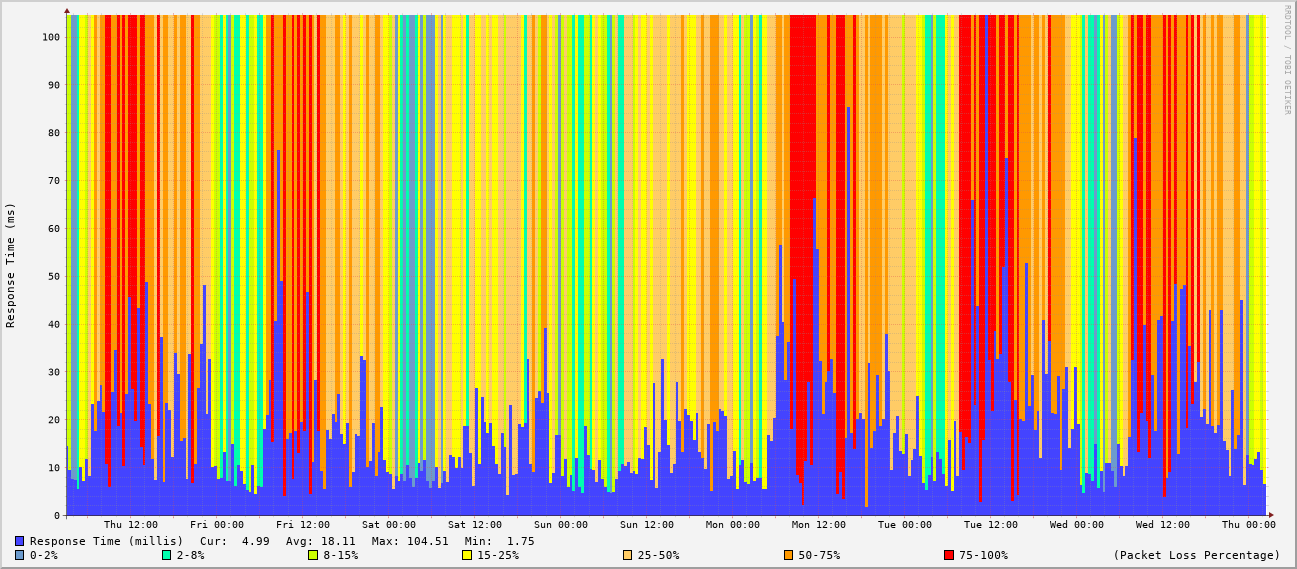 RRDTOOL / TOBI OETIKER
Response Time (ms)
100
90
80
70
60
50
40
30
20
10
0
Thu 12:00 Fri 00:00 Fri 12:00 Sat 00:00 Sat 12:00 Sun 00:00 Sun 12:00 Mon 00:00 Mon 12:00 Tue 00:00 Tue 12:00 Wed 00:00 Wed 12:00 Thu 00:00
Response Time (millis) Cur: 4.99 Avg: 18.11 Max: 104.51 Min: 1.75
0-2% 2-8% 8-15% 15-25% 25-50% 50-75% 75-100% (Packet Loss Percentage)